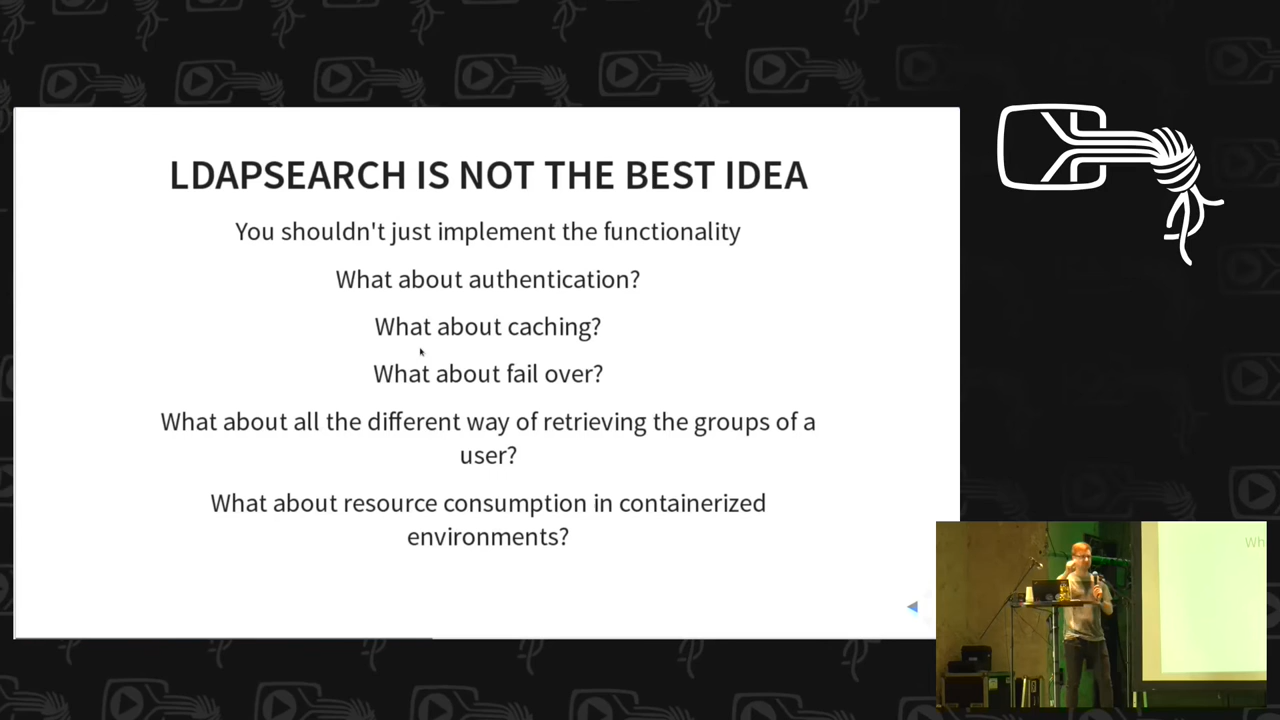 LDAPSEARCH IS NOT THE BEST IDEA
You shouldn't just implement the functionality
What about authentication?
What about caching?
What about fail over?
What about all the different way of retrieving the groups of a
user?
What about resource consumption in containerized
environments?
Wh